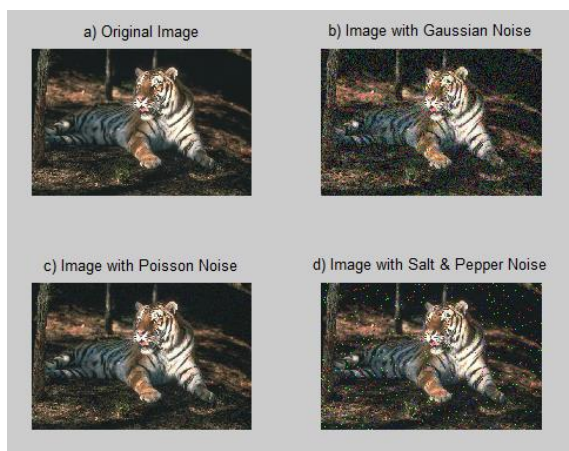 a) Original Image
b) Image with Gaussian Noise
c) Image with Poisson Noise
d) Image with Salt & Pepper Noise